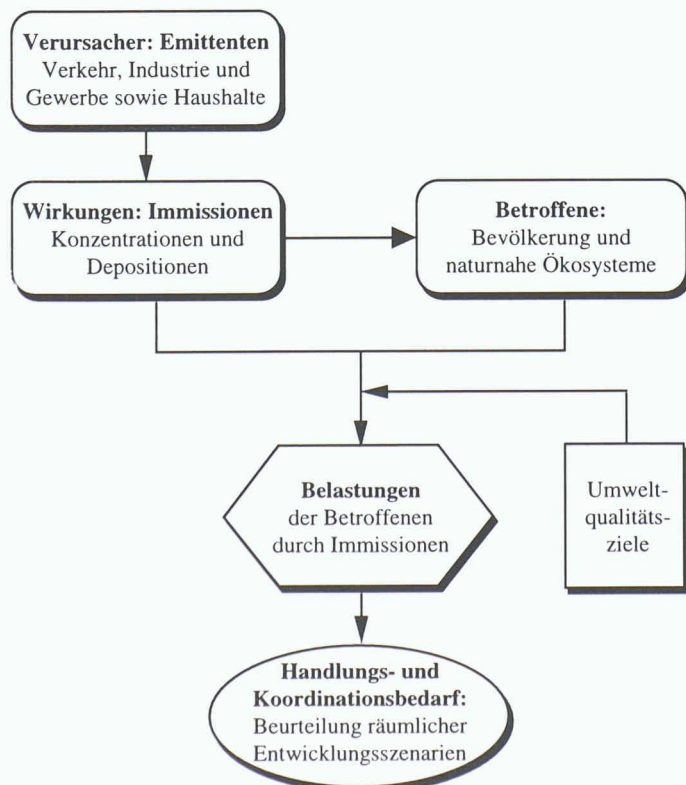 Verursacher: Emittenten
Verkehr, Industrie und
Gewerbe sowie Haushalte
Wirkungen: Immissionen
Konzentrationen und
Depositionen
Betroffene:
Bevölkerung und
naturnahe Ökosysteme
Belastungen
der Betroffenen
durch Immissionen
Umwelt-
qualitäts-
ziele
Handlungs- und
Koordinationsbedarf:
Beurteilung räumlicher
Entwicklungsszenarien